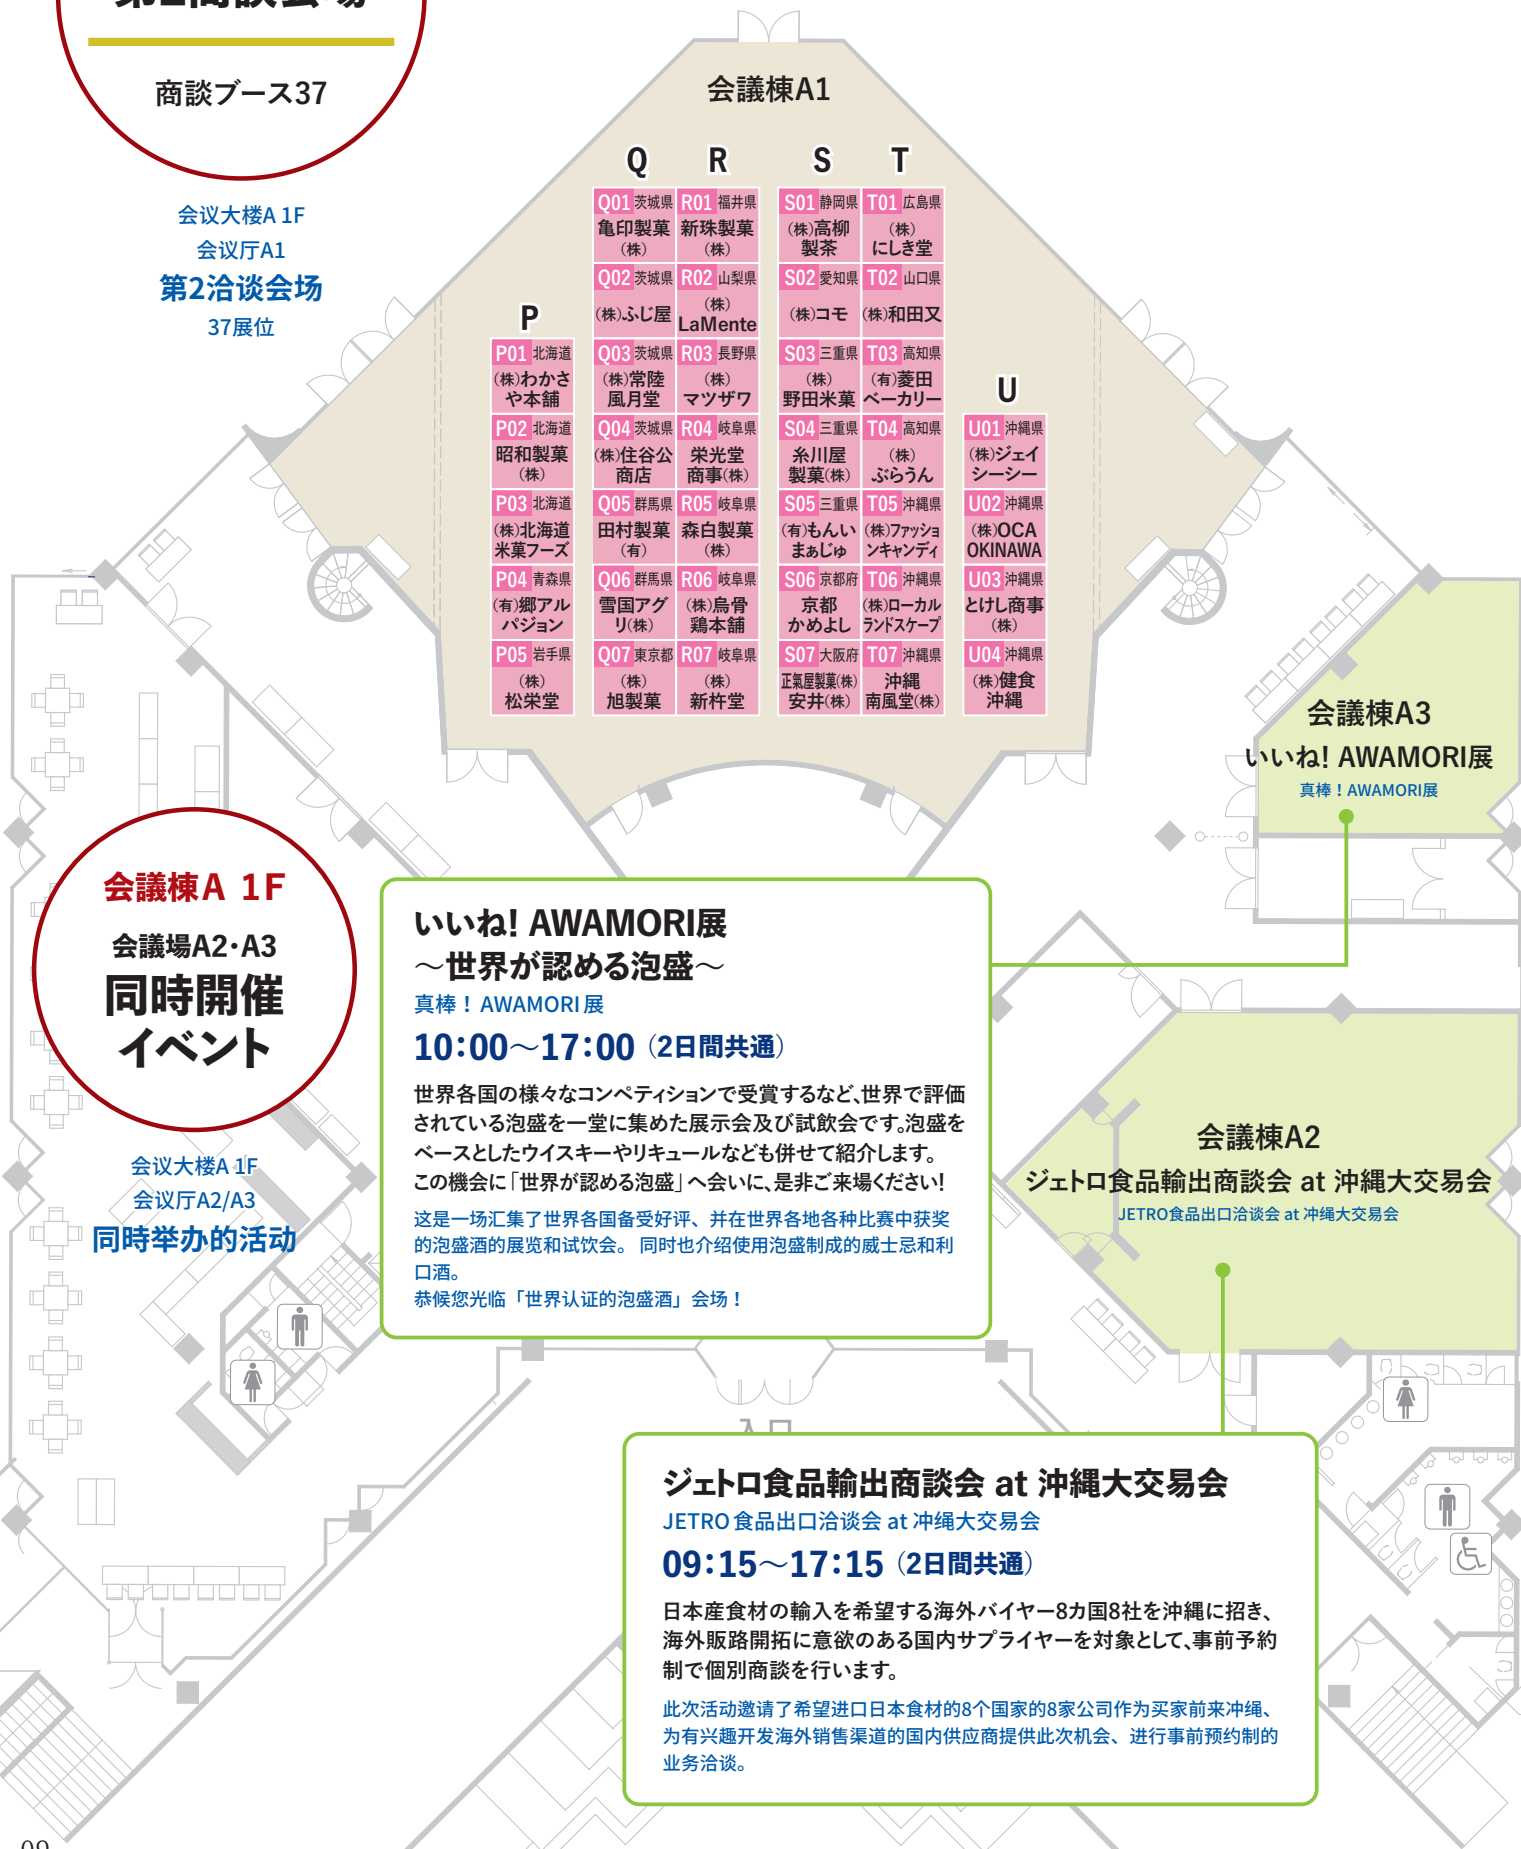 第2商談会場
商談ブース37
会议大楼A 1F
会议厅A1
第2洽谈会场
37展位
会議棟A1
P
P01 北海道
(株)わかさ
や本舗
P02 北海道
昭和製菓
(株)
P03 北海道
(株)北海道
米菓フーズ
P04 青森県
(有)郷アル
パジョン
P05 岩手県
(株)
松栄堂
Q
Q01 茨城県
亀印製菓
(株)
Q02 茨城県
(株)ふじ屋
Q03 茨城県
(株)常陸
風月堂
Q04 茨城県
(株)住谷公
商店
Q05 群馬県
田村製菓
(有)
Q06 群馬県
雪国アグ
リ(株)
Q07 東京都
(株)
旭製菓
R
R01 福井県
新珠製菓
(株)
R02 山梨県
(株)
LaMente
R03 長野県
(株)
マツザワ
R04 岐阜県
栄光堂
商事(株)
R05 岐阜県
森白製菓
(株)
R06 岐阜県
(株)烏骨
鶏本舗
R07 岐阜県
(株)
新杵堂
S
S01 静岡県
(株)高柳
製茶
S02 愛知県
(株)コモ
S03 三重県
(株)
野田米菓
S04 三重県
糸川屋
製菓(株)
S05 三重県
(有)もんい
まぁじゅ
S06 京都府
京都
かめよし
S07 大阪府
正氣屋製菓(株)
安井(株)
T
T01 広島県
(株)
にしき堂
T02 山口県
(株)和田又
T03 高知県
(有)菱田
ベーカリー
T04 高知県
(株)
ぶらうん
T05 沖縄県
(株)ファッショ
ンキャンディ
T06 沖縄県
(株)ローカル
ランドスケープ
T07 沖縄県
沖縄
南風堂(株)
U
U01 沖縄県
(株)ジェイ
シーシー
U02 沖縄県
(株)OCA
OKINAWA
U03 沖縄県
とけし商事
(株)
U04 沖縄県
(株)健食
沖縄
会議棟A3
いいね! AWAMORI展
真棒！AWAMORI展
会議棟A 1F
会議場A2・A3
同時開催
イベント
会议大楼A 1F
会议厅A2/A3
同時举办的活动
いいね! AWAMORI展
～世界が認める泡盛～
真棒！AWAMORI展
10：00～17：00（2日間共通）
世界各国の様々なコンペティションで受賞するなど、世界で評価
されている泡盛を一堂に集めた展示会及び試飲会です。泡盛を
ベースとしたウイスキーやリキュールなども併せて紹介します。
この機会に「世界が認める泡盛」へ会いに、是非ご来場ください!
这是一场汇集了世界各国备受好评、并在世界各地各种比赛中获奖
的泡盛酒的展览和试饮会。 同时也介绍使用泡盛制成的威士忌和利
口酒。
恭候您光临「世界认证的泡盛酒」会场！
会議棟A2
ジェトロ食品輸出商談会 at 沖縄大交易会
JETRO食品出口洽谈会 at 冲绳大交易会
入口
ジェトロ食品輸出商談会 at 沖縄大交易会
JETRO食品出口洽谈会 at 冲绳大交易会
09：15～17：15（2日間共通）
日本産食材の輸入を希望する海外バイヤー8カ国8社を沖縄に招き、
海外販路開拓に意欲のある国内サプライヤーを対象として、事前予約
制で個別商談を行います。
此次活动邀请了希望进口日本食材的8个国家的8家公司作为买家前来冲绳、
为有兴趣开发海外销售渠道的国内供应商提供此次机会、进行事前预约制的
业务洽谈。
09